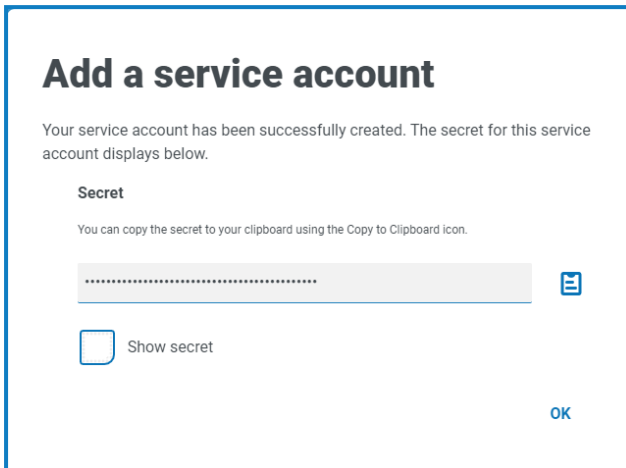 Add a service account
Your service account has been successfully created. The secret for this service
account displays below.
Secret
You can copy the secret to your clipboard using the Copy to Clipboard icon.
••••••••••••••••••••••••••••••••••••••••••••
Show secret
OK